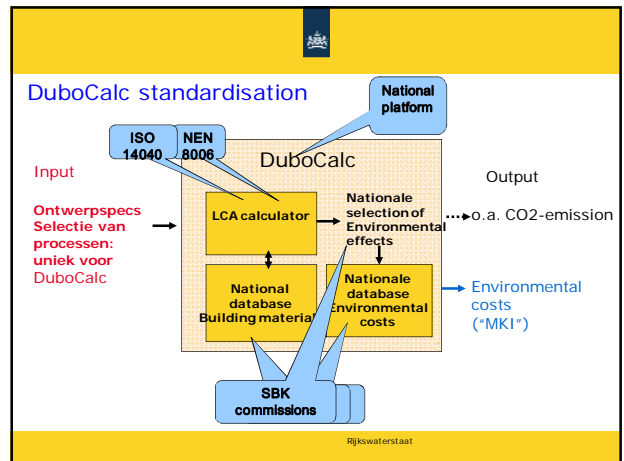 DuboCalc standardisation
National
platform
ISO
14040
NEN
8006
DuboCalc
Input
Output
Ontwerpspecs
Selectie van
processen:
uniek voor
DuboCalc
LCA calculator
Nationale
selection of
Environmental
effects
o.a. CO2-emission
National
database
Building material
Nationale
database
Environmental
costs
Environmental
costs
("MKI")
SBK
commissions
Rijkswaterstaat